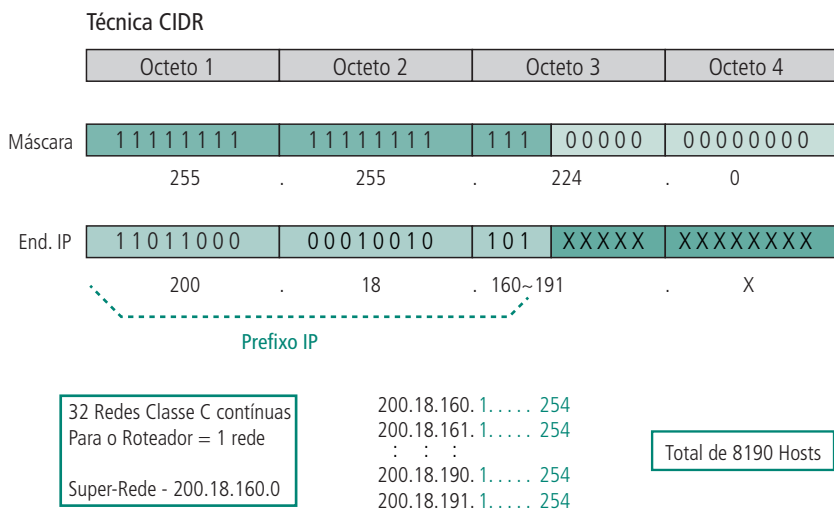 Técnica CIDR
Octeto 1 Octeto 2 Octeto 3 Octeto 4
Máscara 11111111 11111111 111 00000 00000000
255 . 255 . 224 . 0
End. IP 11011000 00010010 101 XXXXX XXXXXXXX
200 . 18 . 160~191 . X
Prefixo IP
32 Redes Classe C contínuas
Para o Roteador = 1 rede
Super-Rede - 200.18.160.0
200.18.160. 1. . . . . 254
200.18.161. 1. . . . . 254
: : :
200.18.190. 1. . . . . 254
200.18.191. 1. . . . . 254
Total de 8190 Hosts